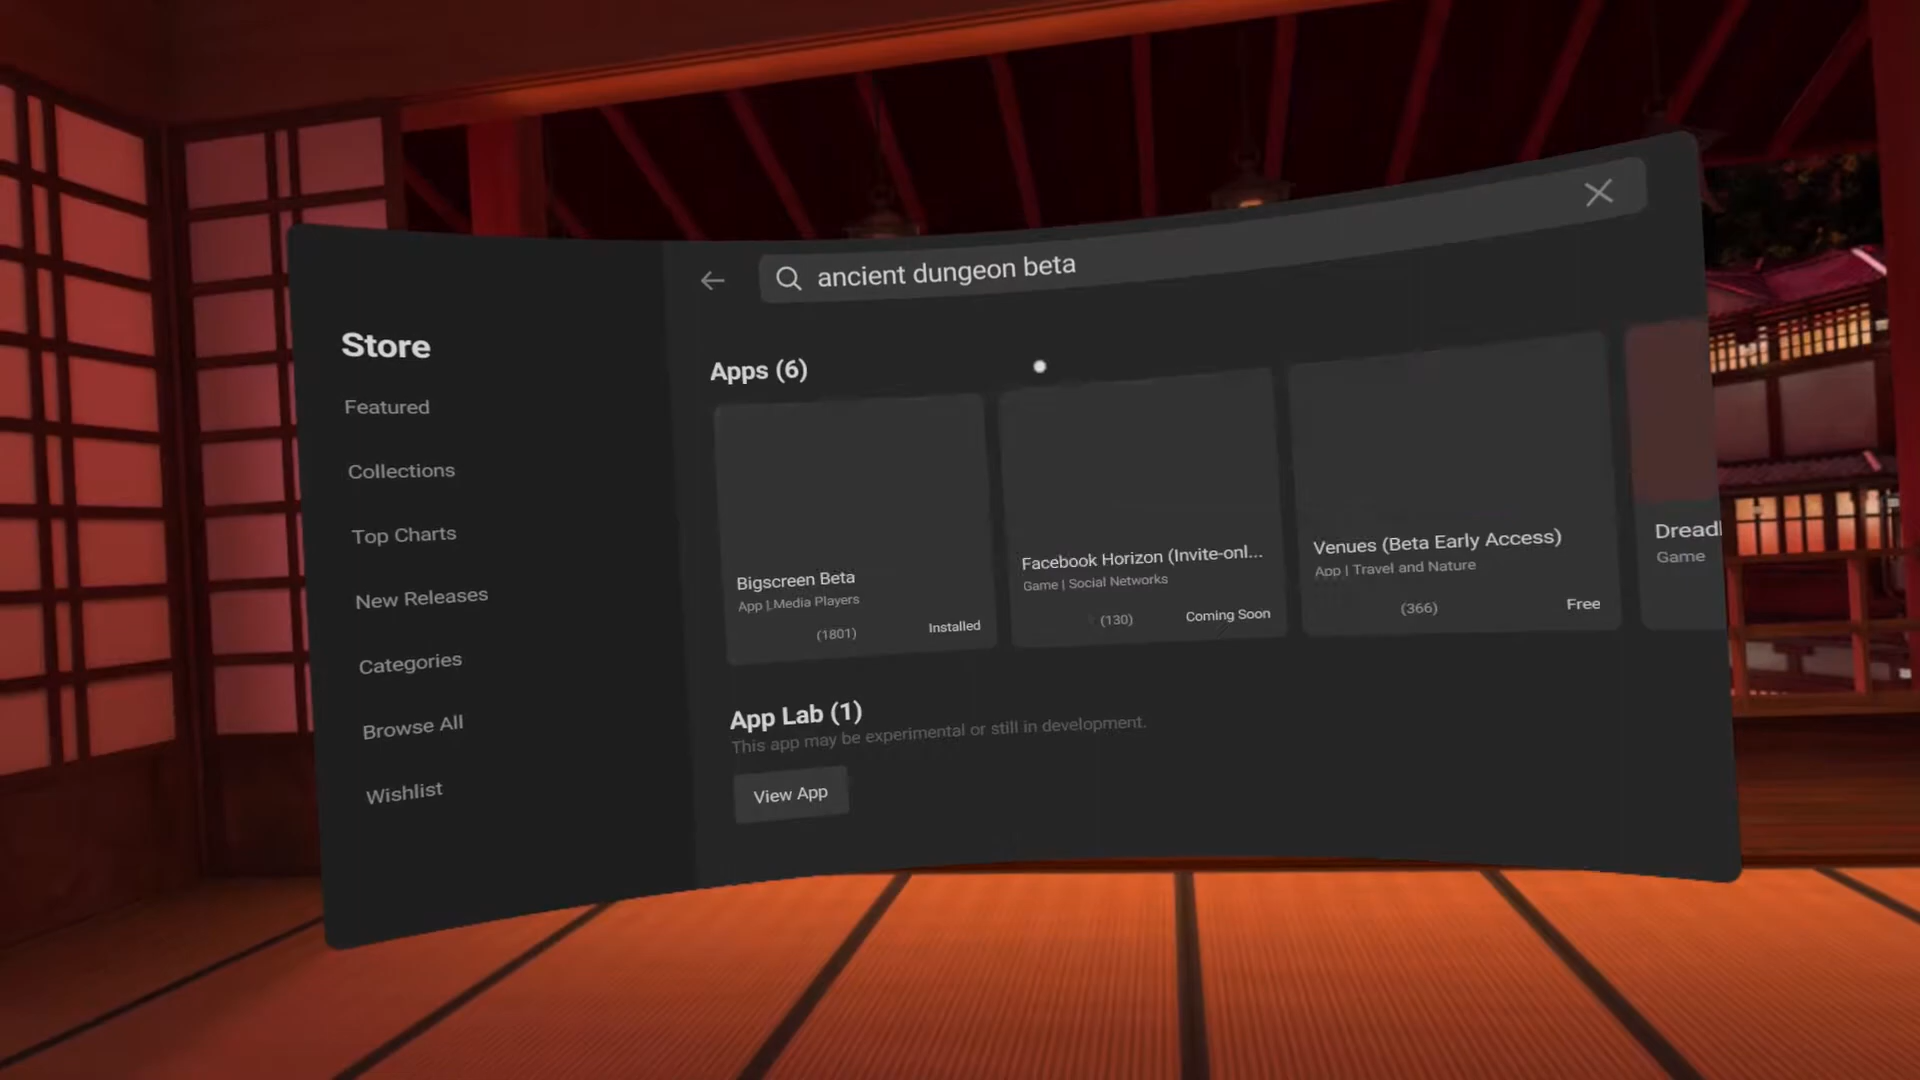 ancient dungeon beta
Store
Featured
Collections
Top Charts
New Releases
Categories
Browse All
Wishlist
Apps (6)
Bigscreen Beta
App | Media Players
(1801)
Installed
Facebook Horizon (Invite-onl...
Game | Social Networks
(130)
Coming Soon
Venues (Beta Early Access)
App | Travel and Nature
(366)
Free
Game
App Lab (1)
This app may be experimental or still in development.
View App